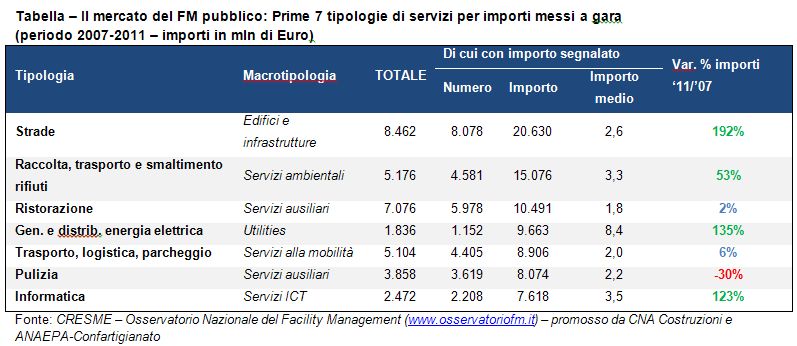 Tabella – Il mercato del FM pubblico: Prime 7 tipologie di servizi per importi messi a gara
(periodo 2007-2011 – importi in mln di Euro)
Tipologia Macrotipologia TOTALE Di cui con importo segnalato Var. % importi '11/'07
Numero Importo Importo medio
Strade Edifici e infrastrutture 8.462 8.078 20.630 2,6 192%
Raccolta, trasporto e smaltimento rifiuti Servizi ambientali 5.176 4.581 15.076 3,3 53%
Ristorazione Servizi ausiliari 7.076 5.978 10.491 1,8 2%
Gen. e distrib. energia elettrica Utilities 1.836 1.152 9.663 8,4 135%
Trasporto, logistica, parcheggio Servizi alla mobilità 5.104 4.405 8.906 2,0 6%
Pulizia Servizi ausiliari 3.858 3.619 8.074 2,2 -30%
Informatica Servizi ICT 2.472 2.208 7.618 3,5 123%
Fonte: CRESME – Osservatorio Nazionale del Facility Management (www.osservatoriofm.it) – promosso da CNA Costruzioni e
ANAEPA-Confartigianato